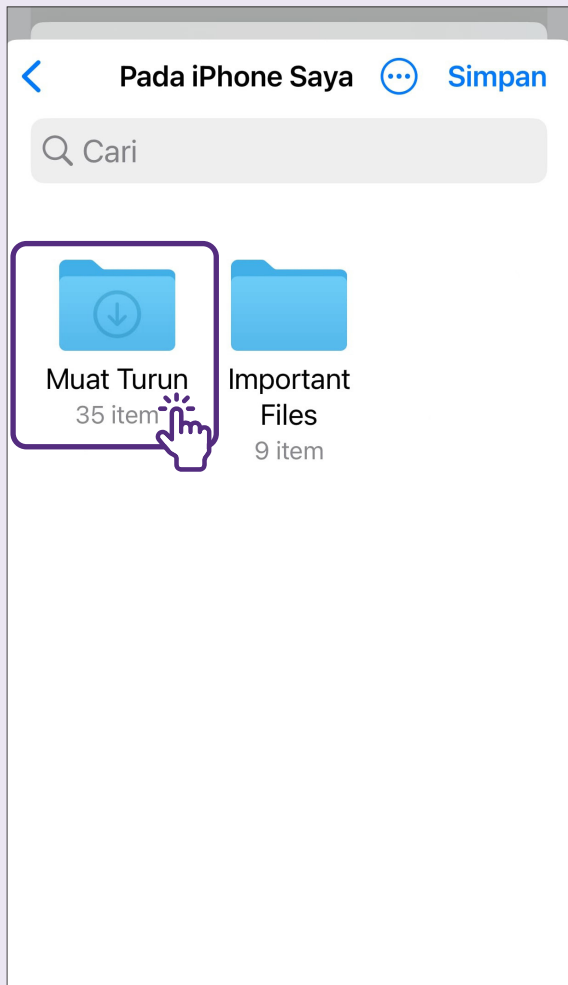 Pada iPhone Saya
Simpan
Cari
Muat Turun
35 item
Important
Files
9 item